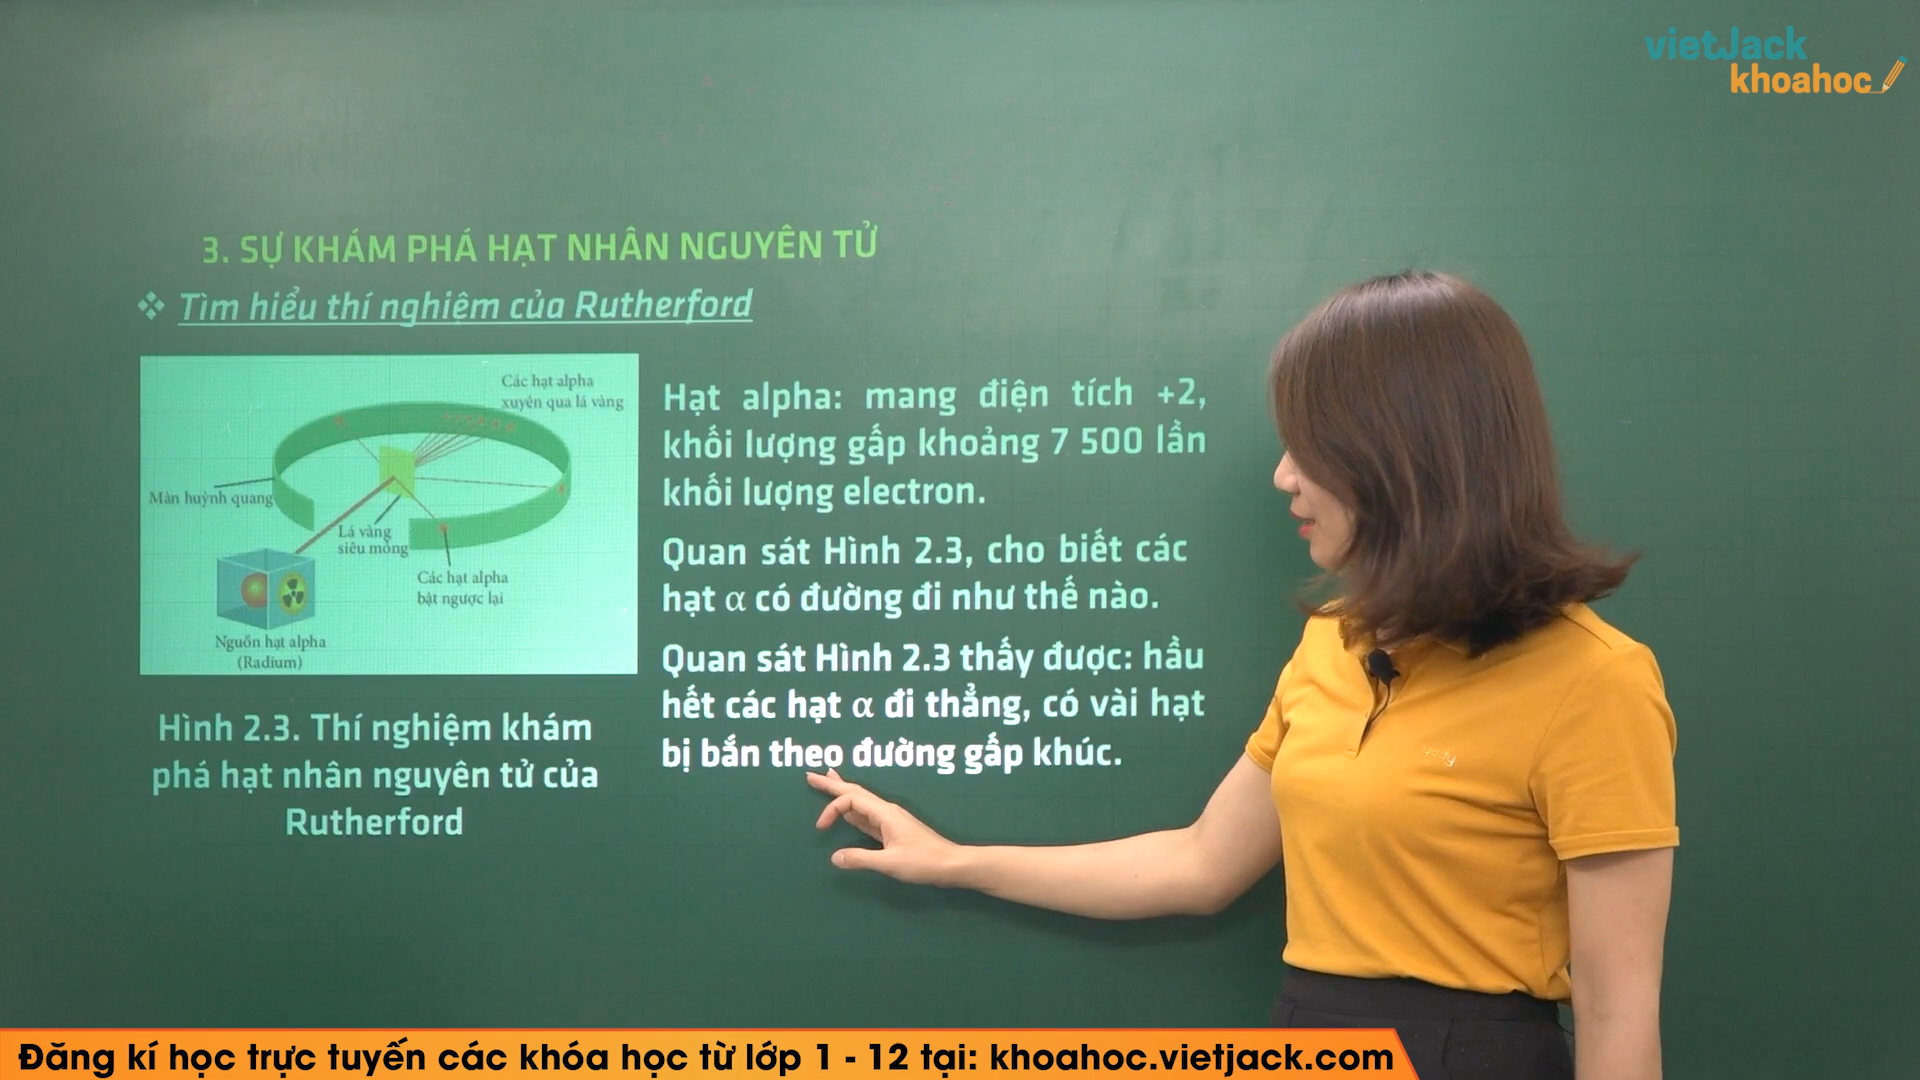 vietJack
khoahoc
3. SỰ KHÁM PHÁ HẠT NHÂN NGUYÊN TỬ
❖ Tìm hiểu thí nghiệm của Rutherford
Các hạt alpha
xuyên qua lá vàng
Màn huỳnh quang
Lá vàng
siêu mỏng
Các hạt alpha
bật ngược lại
Nguồn hạt alpha
(Radium)
Hình 2.3. Thí nghiệm khám
phá hạt nhân nguyên tử của
Rutherford
Hạt alpha: mang điện tích +2,
khối lượng gấp khoảng 7 500 lần
khối lượng electron.
Quan sát Hình 2.3, cho biết các
hạt α có đường đi như thế nào.
Quan sát Hình 2.3 thấy được: hầu
hết các hạt α đi thẳng, có vài hạt
bị bắn theo đường gấp khúc.
yody
Đăng kí học trực tuyến các khóa học từ lớp 1 - 12 tại: khoahoc.vietjack.com